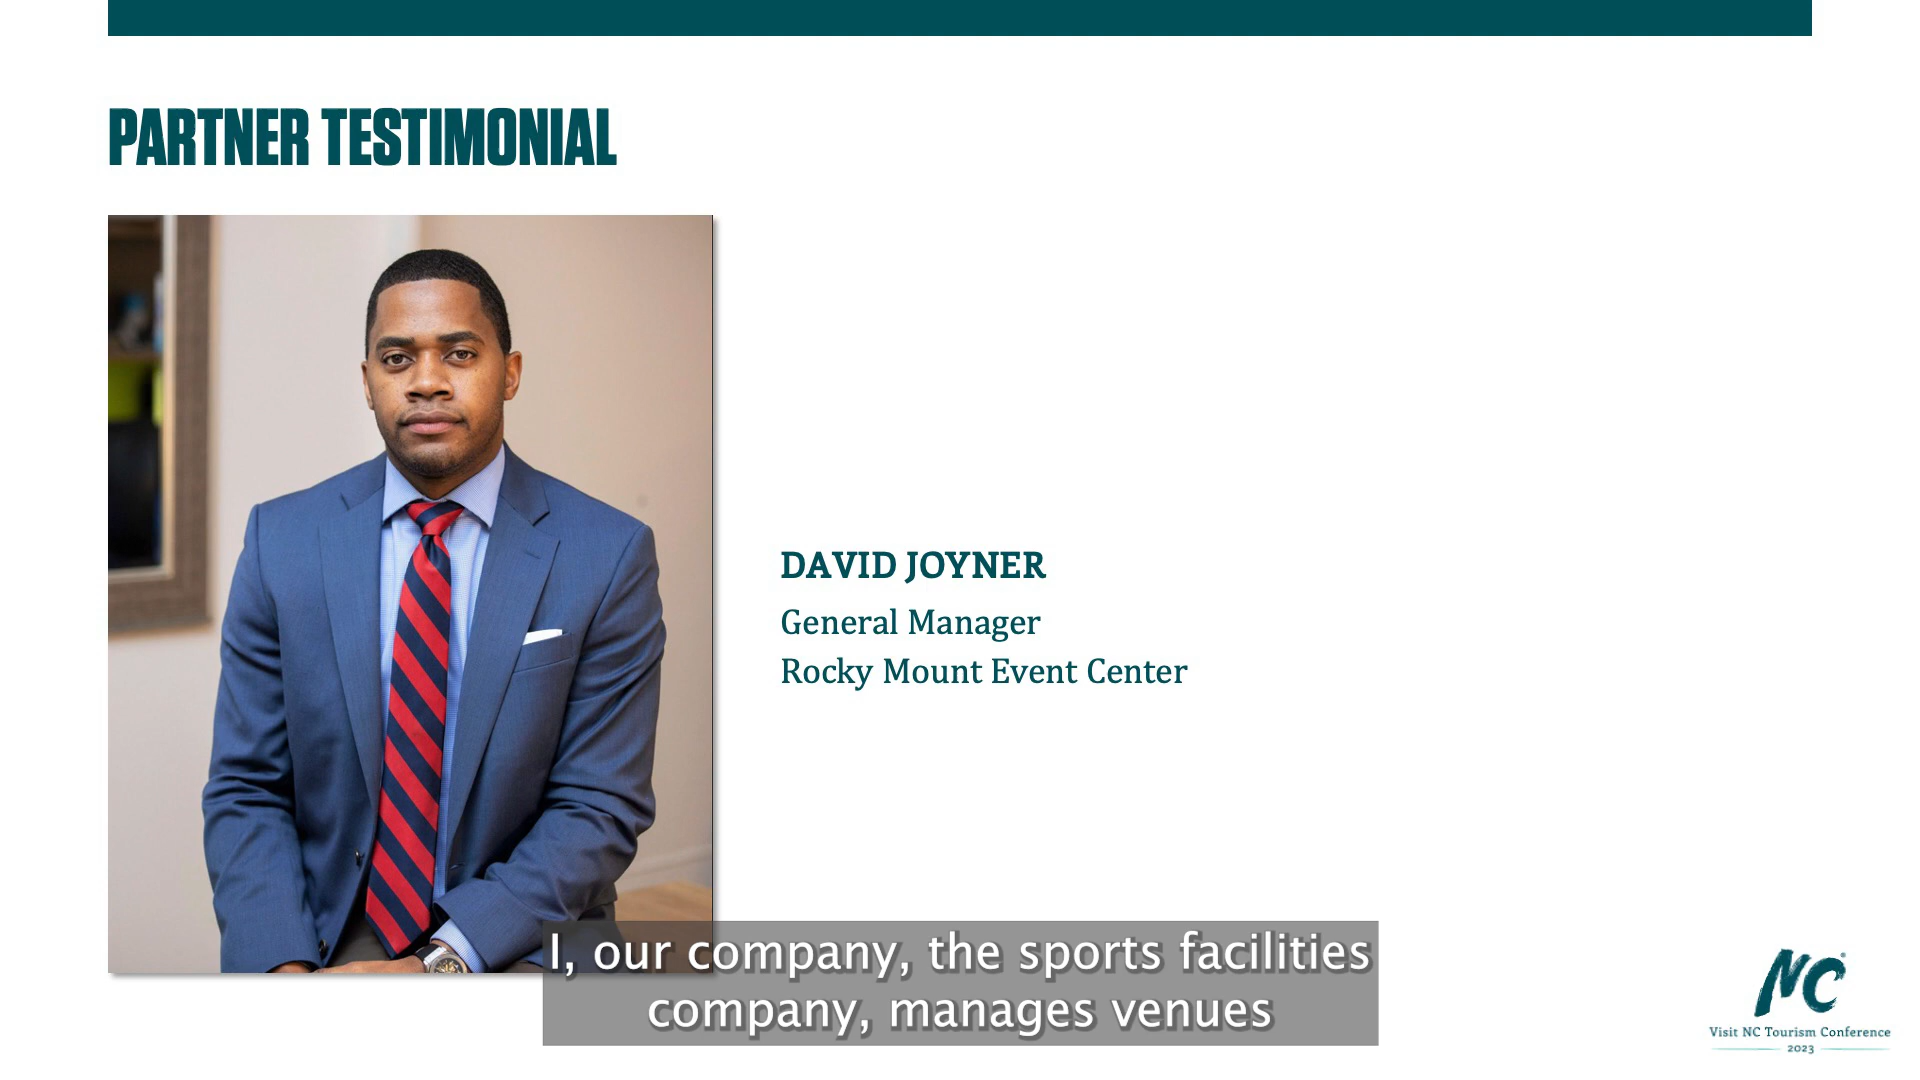 PARTNER TESTIMONIAL
DAVID JOYNER
General Manager
Rocky Mount Event Center
I, our company, the sports facilities
company, manages venues
NC
Visit NC Tourism Conference
2023